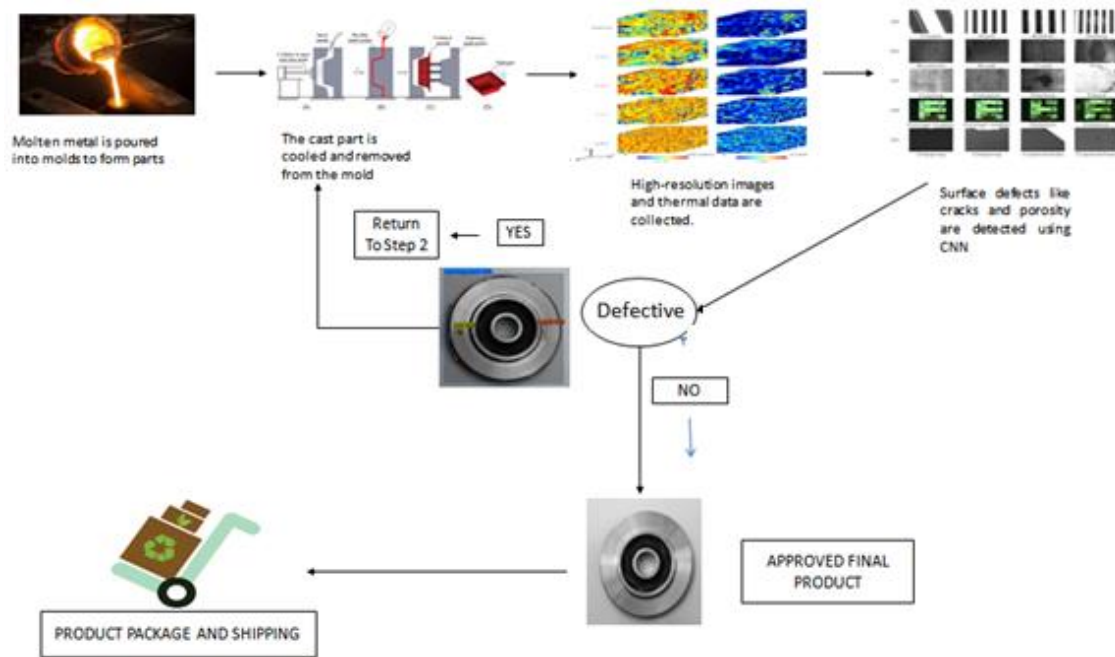 Molten metal is poured
into molds to form parts
The cast part is
cooled and removed
from the mold
High-resolution images
and thermal data are
collected.
Surface defects like
cracks and porosity
are detected using
CNN
Return
To Step 2
YES
Defective
NO
APPROVED FINAL
PRODUCT
PRODUCT PACKAGE AND SHIPPING